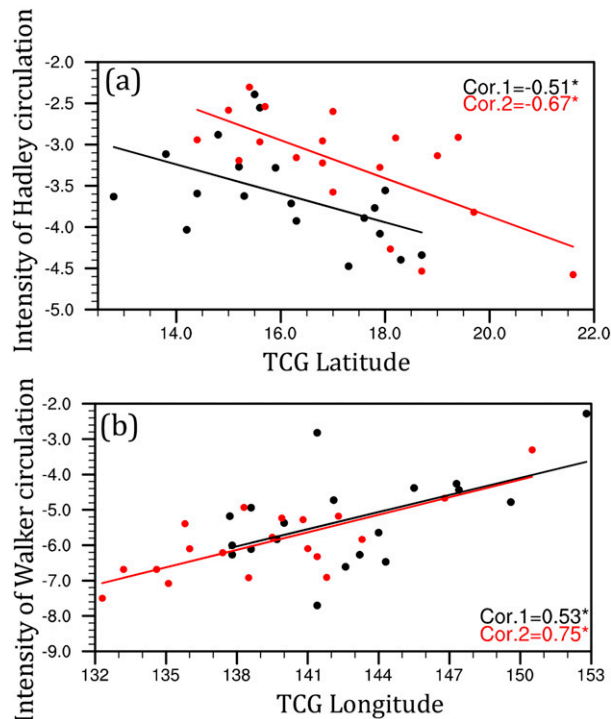 (a)
Cor.1=-0.51*
Cor.2=-0.67*
Intensity of Hadley circulation
-2.0
-2.5
-3.0
-3.5
-4.0
-4.5
-5.0
14.0 16.0 18.0 20.0 22.0
TCG Latitude
(b)
Intensity of Walker circulation
-2.0
-3.0
-4.0
-5.0
-6.0
-7.0
-8.0
-9.0
Cor.1=0.53*
Cor.2=0.75*
132 135 138 141 144 147 150 153
TCG Longitude